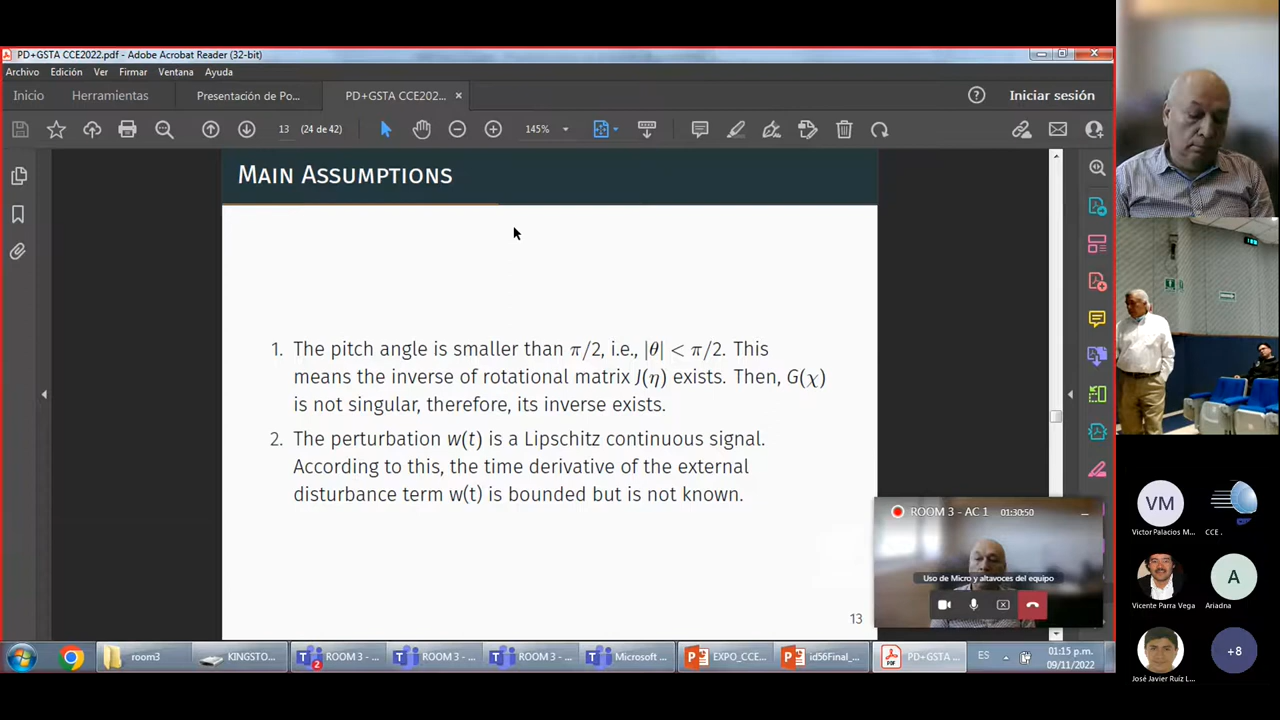 PD+GSTA CCE2022.pdf - Adobe Acrobat Reader (32-bit)
Archivo Edición Ver Firmar Ventana Ayuda
Inicio Herramientas Presentación de Po... PD+GSTA CCE202... × Iniciar sesión
13 (24 de 42) 145%
MAIN ASSUMPTIONS
1. The pitch angle is smaller than π/2, i.e., |θ| < π/2. This
means the inverse of rotational matrix J(η) exists. Then, G(χ)
is not singular, therefore, its inverse exists.
2. The perturbation w(t) is a Lipschitz continuous signal.
According to this, the time derivative of the external
disturbance term w(t) is bounded but is not known.
13
ROOM 3 - AC 1 01:30:50
Uso de Micro y altavoces del equipo
VM
Victor Palacios M...
CCE .
Vicente Parra Vega
A
Ariadna
José Javier Ruíz L...
+8
room3 KINGSTO... 2 ROOM 3 - ... ROOM 3 - ... ROOM 3 - ... Microsoft ... EXPO_CCE... id56Final_... PD+GSTA ... ES 01:15 p.m.
09/11/2022